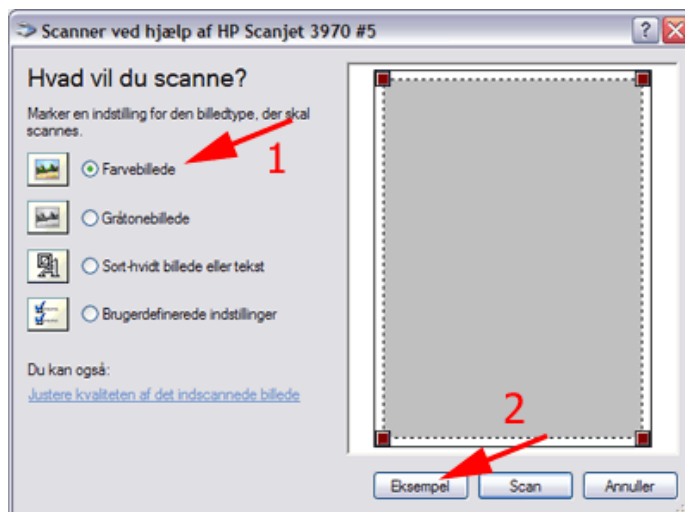 Scanner ved hjælp af HP Scanjet 3970 #5
Hvad vil du scanne?
Marker en indstilling for den billedtype, der skal
scannes.
1
Farvebillede
Gråtonebillede
Sort-hvidt billede eller tekst
Brugerdefinerede indstillinger
Du kan også:
Justere kvaliteten af det indscannede billede
2
Eksempel
Scan
Annuller